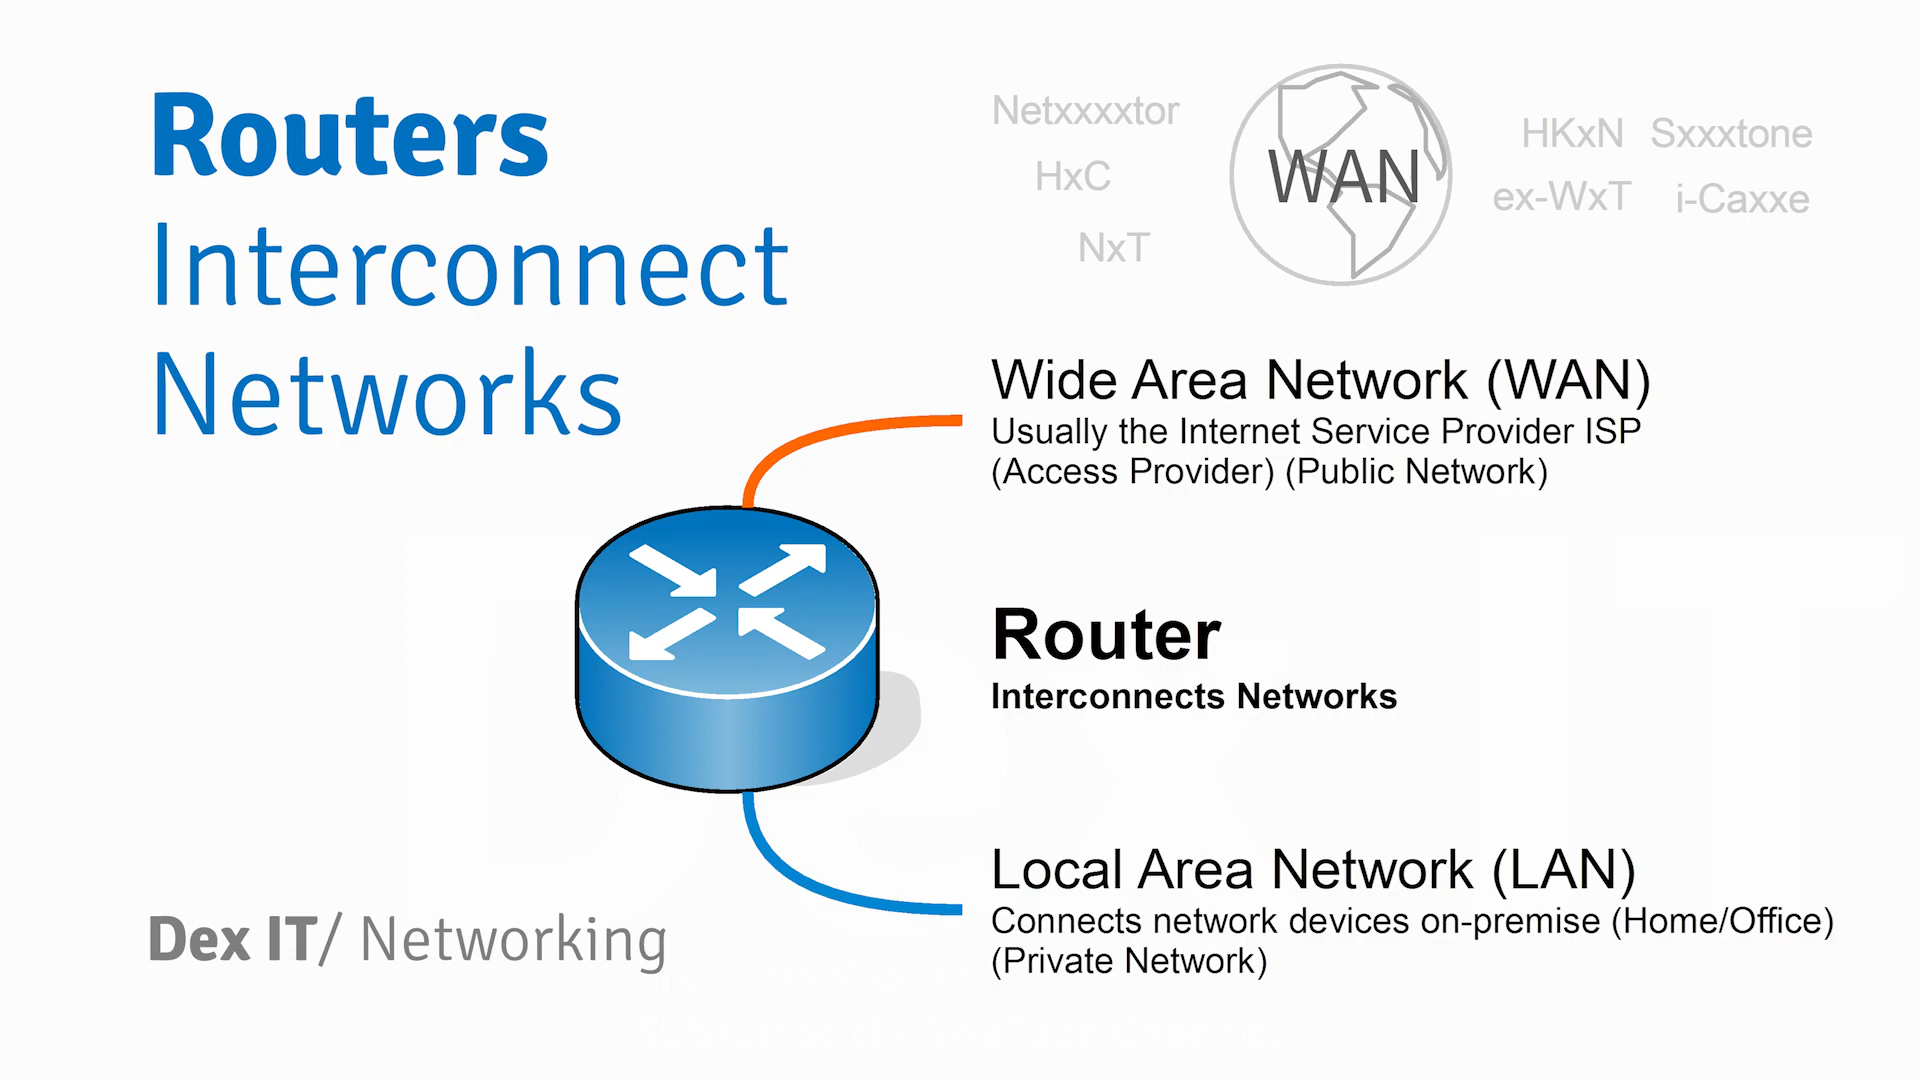 Routers
Interconnect
Networks
Netxxxxtor
HxC
NxT
WAN
HKxN Sxxxtone
ex-WxT i-Caxxe
Wide Area Network (WAN)
Usually the Internet Service Provider ISP
(Access Provider) (Public Network)
Router
Interconnects Networks
Local Area Network (LAN)
Connects network devices on-premise (Home/Office)
(Private Network)
Dex IT/ Networking